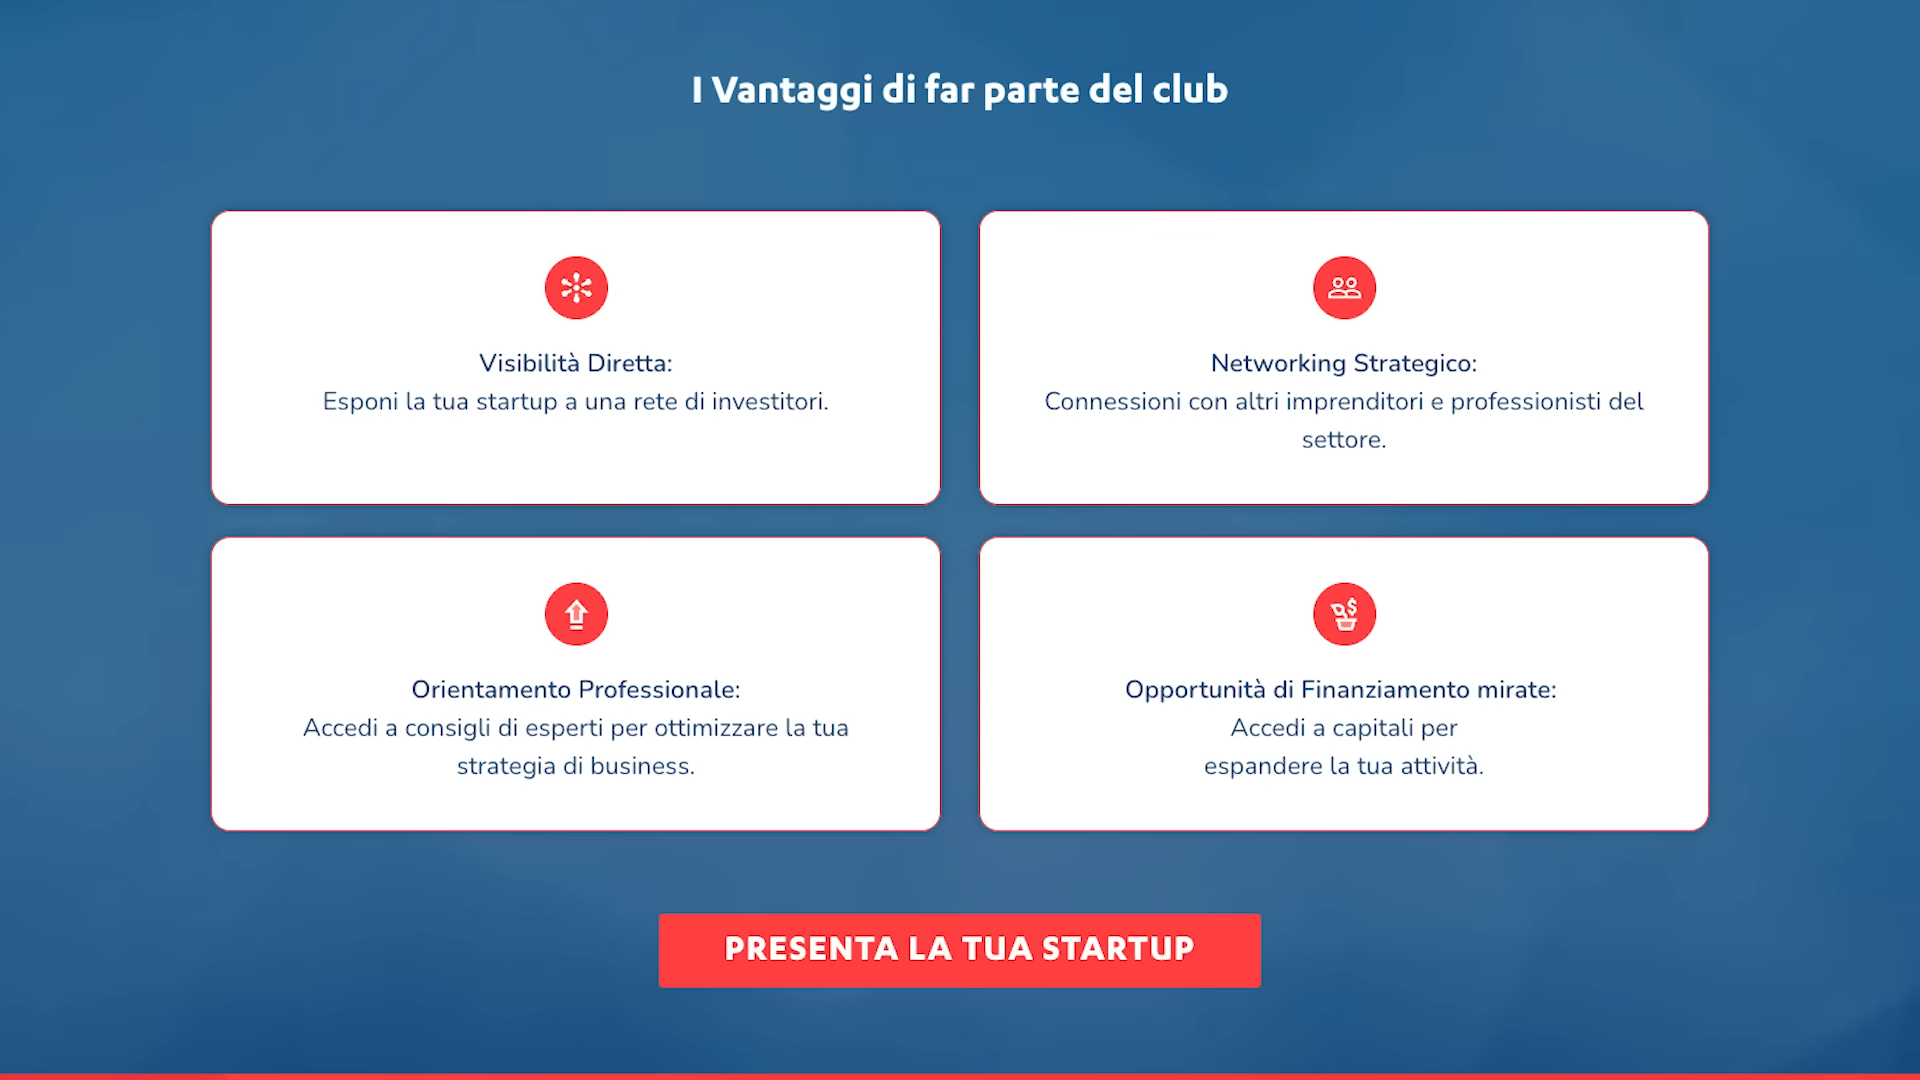 I Vantaggi di far parte del club
Visibilità Diretta:
Esponi la tua startup a una rete di investitori.
Networking Strategico:
Connessioni con altri imprenditori e professionisti del
settore.
Orientamento Professionale:
Accedi a consigli di esperti per ottimizzare la tua
strategia di business.
Opportunità di Finanziamento mirate:
Accedi a capitali per
espandere la tua attività.
PRESENTA LA TUA STARTUP